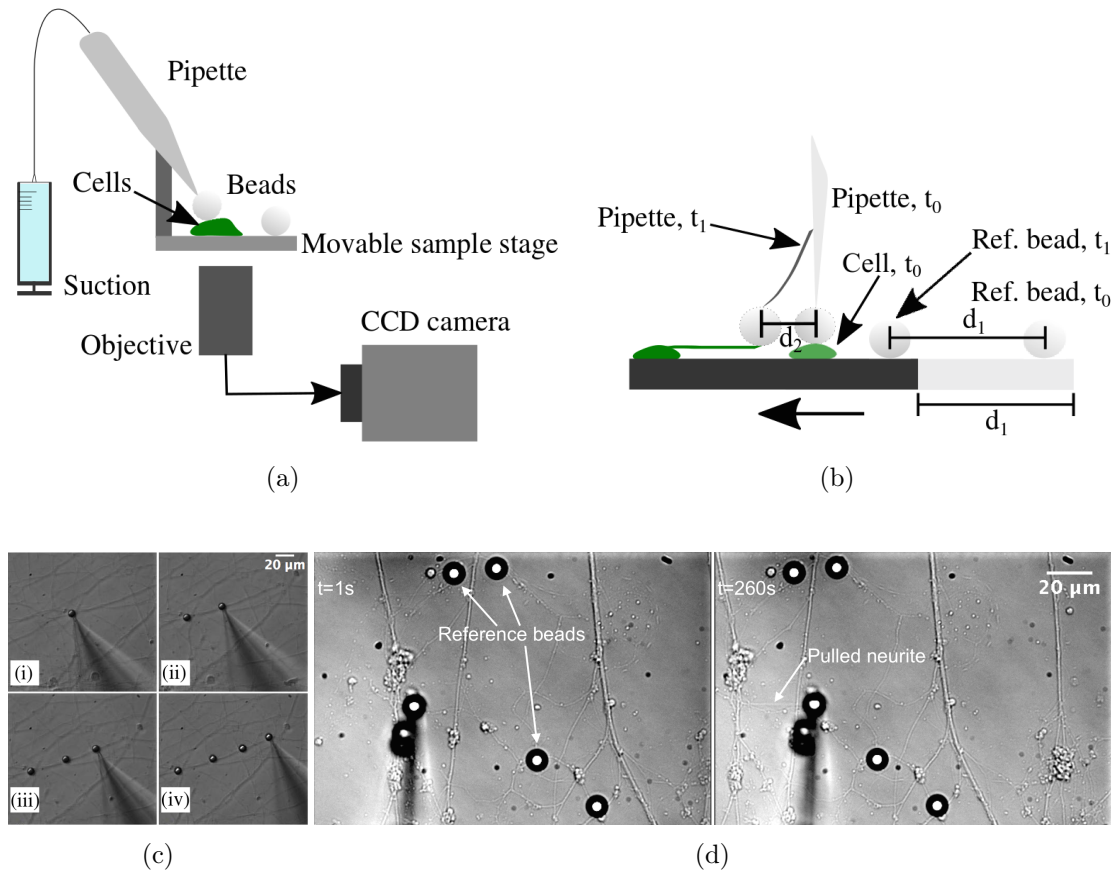 Pipette
Cells
Beads
Movable sample stage
Suction
Objective
CCD camera
(a)
Pipette, t₀
Pipette, t₁
Cell, t₀
Ref. bead, t₁
Ref. bead, t₀
d₁
d₂
d₁
(b)
20 µm
(i)
(ii)
(iii)
(iv)
(c)
t=1s
Reference beads
t=260s
20 µm
Pulled neurite
(d)